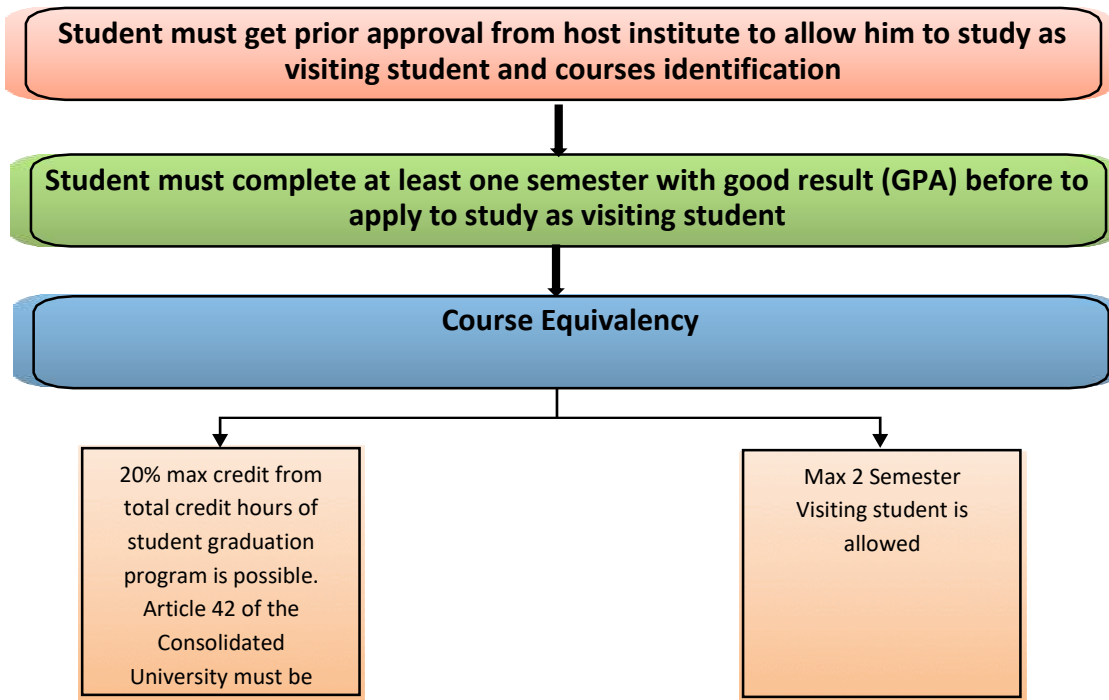 Student must get prior approval from host institute to allow him to study as
visiting student and courses identification
Student must complete at least one semester with good result (GPA) before to
apply to study as visiting student
Course Equivalency
20% max credit from
total credit hours of
student graduation
program is possible.
Article 42 of the
Consolidated
University must be
Max 2 Semester
Visiting student is
allowed